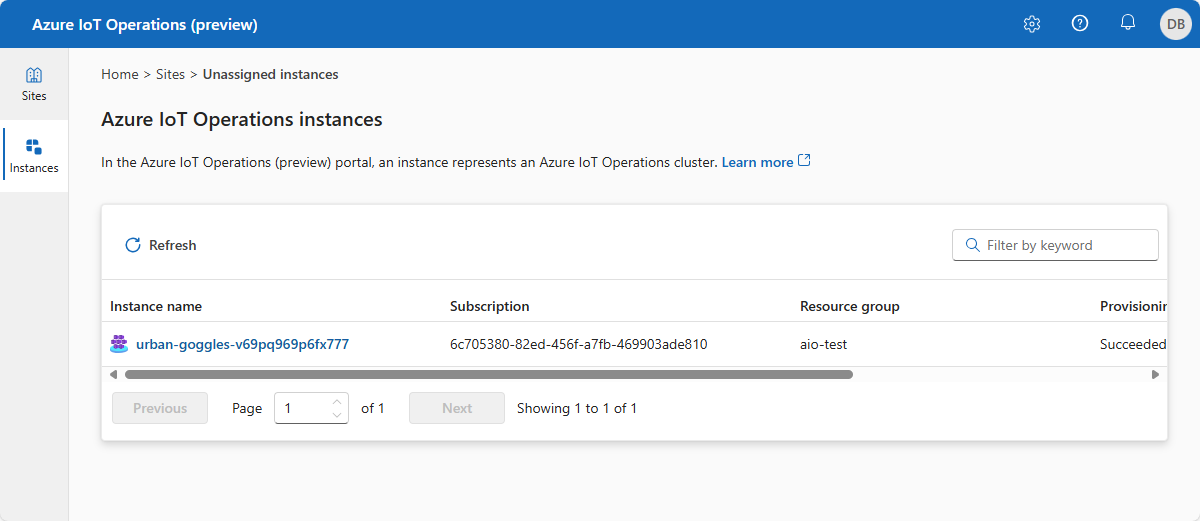 Azure IoT Operations (preview)
DB
Sites
Instances
Home > Sites > Unassigned instances
Azure IoT Operations instances
In the Azure IoT Operations (preview) portal, an instance represents an Azure IoT Operations cluster. Learn more
Refresh
Filter by keyword
Instance name Subscription Resource group Provisionin
urban-goggles-v69pq969p6fx777 6c705380-82ed-456f-a7fb-469903ade810 aio-test Succeeded
Previous Page 1 of 1 Next Showing 1 to 1 of 1